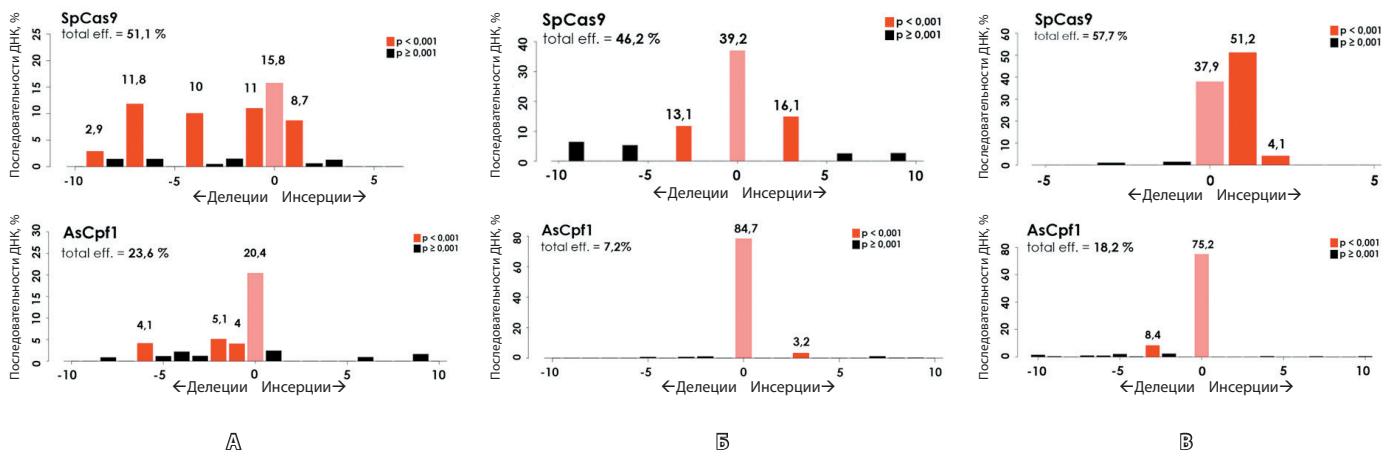 SpCas9
total eff. = 51,1 %
p < 0,001
p ≥ 0,001
Последовательности ДНК, %
25
20
15
10
5
0
2,9
11,8
10
11
15,8
8,7
-10
-5
0
5
←Делеции Инсерции→
SpCas9
total eff. = 46,2 %
p < 0,001
p ≥ 0,001
Последовательности ДНК, %
40
30
20
10
0
13,1
39,2
16,1
-10
-5
0
5
10
←Делеции Инсерции→
SpCas9
total eff. = 57,7 %
p < 0,001
p ≥ 0,001
Последовательности ДНК, %
60
50
40
30
20
10
0
37,9
51,2
4,1
-5
0
5
←Делеции Инсерции→
AsCpf1
total eff. = 23,6 %
p < 0,001
p ≥ 0,001
Последовательности ДНК, %
30
25
20
15
10
5
0
4,1
5,1
4
20,4
-10
-5
0
5
10
←Делеции Инсерции→
AsCpf1
total eff. = 7,2%
p < 0,001
p ≥ 0,001
Последовательности ДНК, %
80
60
40
20
0
84,7
3,2
-10
-5
0
5
10
←Делеции Инсерции→
AsCpf1
total eff. = 18,2 %
p < 0,001
p ≥ 0,001
Последовательности ДНК, %
80
60
40
20
0
8,4
75,2
-10
-5
0
5
10
←Делеции Инсерции→
А
Б
В